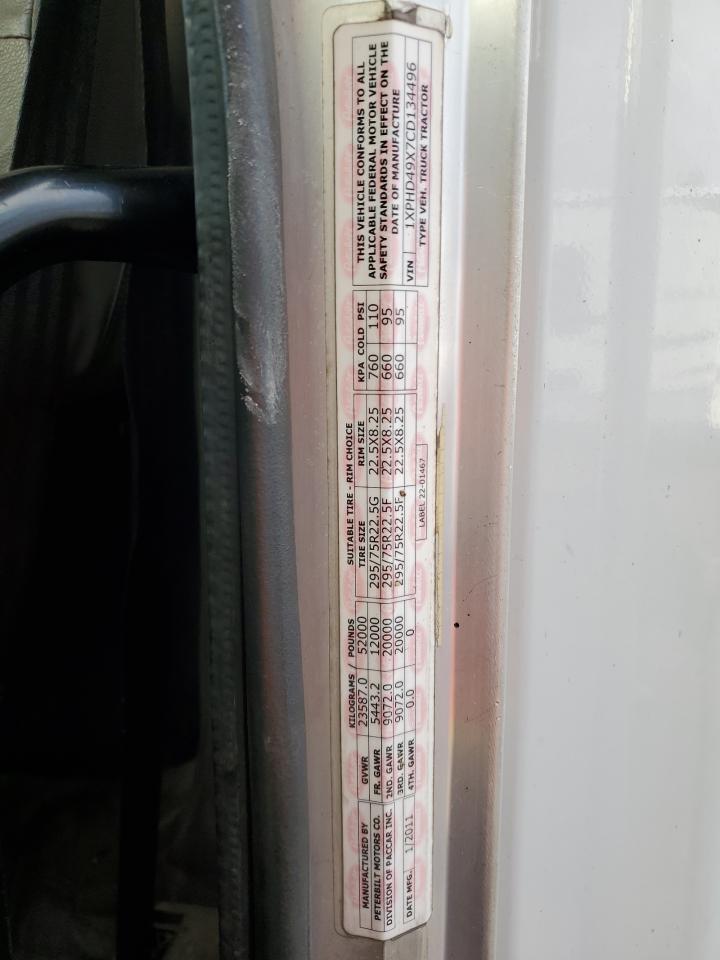 MANUFACTURED BY
PETERBILT MOTORS CO.
DIVISION OF PACCAR INC.
DATE MFG. 1/2011
KILOGRAMS / POUNDS
GVWR 23587.0 52000
FR. GAWR 5443.2 12000
2ND. GAWR 9072.0 20000
3RD. GAWR 9072.0 20000
4TH. GAWR 0.0 0
SUITABLE TIRE - RIM CHOICE
TIRE SIZE RIM SIZE KPA COLD PSI
295/75R22.5G 22.5X8.25 760 110
295/75R22.5F 22.5X8.25 660 95
295/75R22.5F 22.5X8.25 660 95
LABEL 22-01467
THIS VEHICLE CONFORMS TO ALL
APPLICABLE FEDERAL MOTOR VEHICLE
SAFETY STANDARDS IN EFFECT ON THE
DATE OF MANUFACTURE
VIN 1XPHD49X7CD134496
TYPE VEH. TRUCK TRACTOR